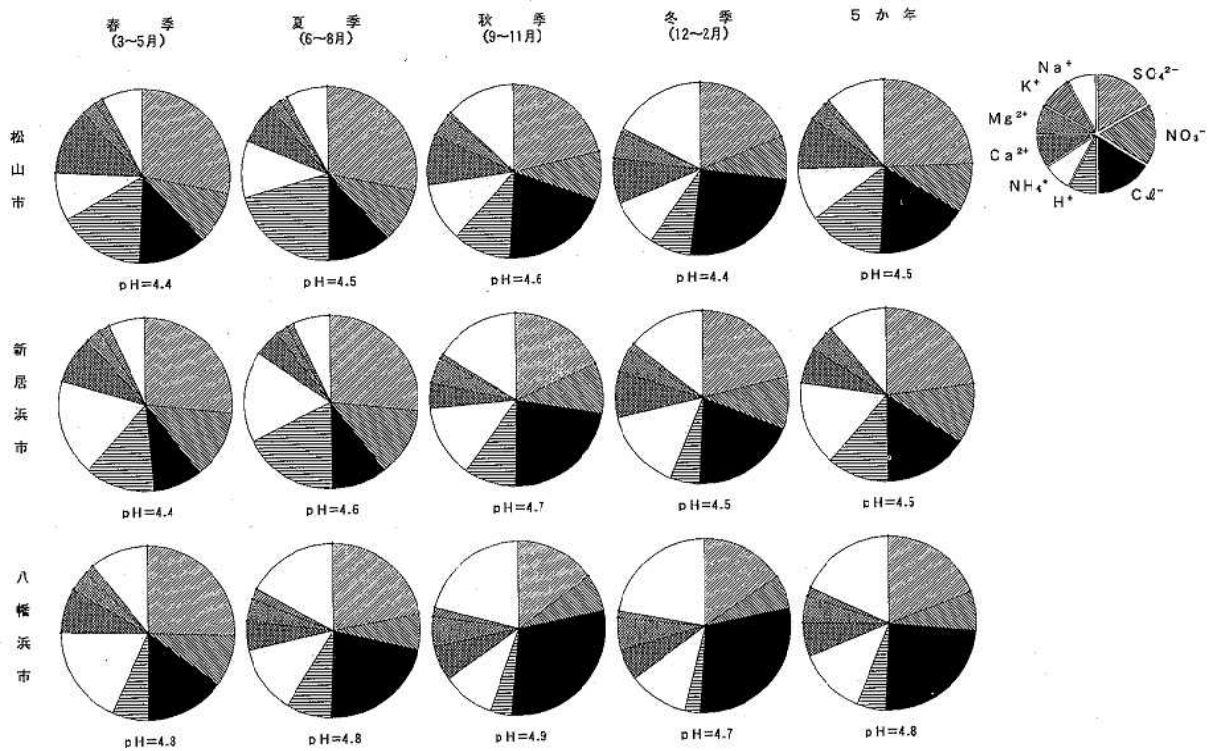 春季
(3~5月)
夏季
(6~8月)
秋季
(9~11月)
冬季
(12~2月)
5か年
Na⁺
K⁺
Mg²⁺
Ca²⁺
NH₄⁺
H⁺
SO₄²⁻
NO₃⁻
Cℓ⁻
松山市
pH=4.4
pH=4.5
pH=4.6
pH=4.4
pH=4.5
新居浜市
pH=4.4
pH=4.6
pH=4.7
pH=4.5
pH=4.5
八幡浜市
pH=4.8
pH=4.9
pH=4.7
pH=4.8